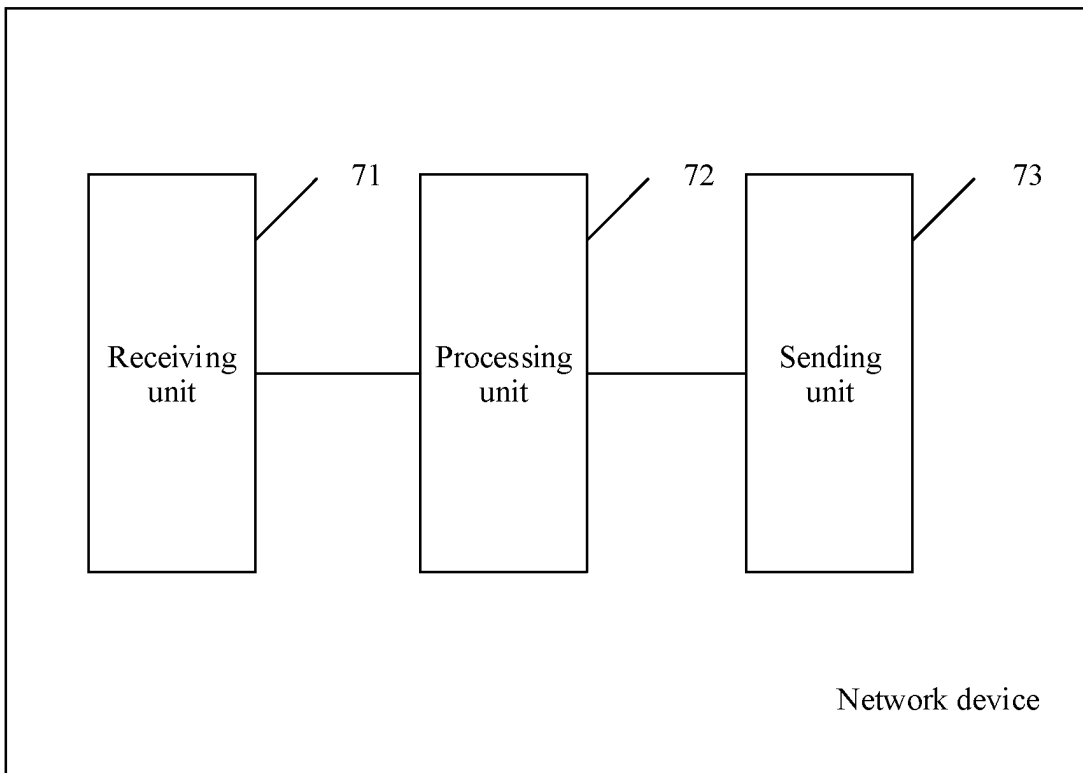 71
72
73
Receiving
unit
Processing
unit
Sending
unit
Network device